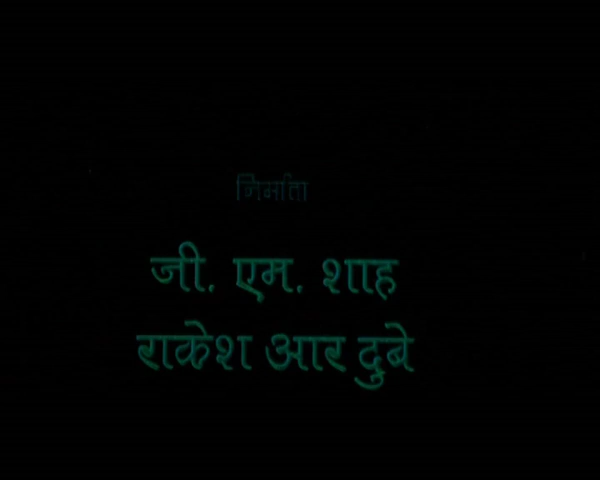 निर्माता
जी. एम. शाह
राकेश आर दुबे